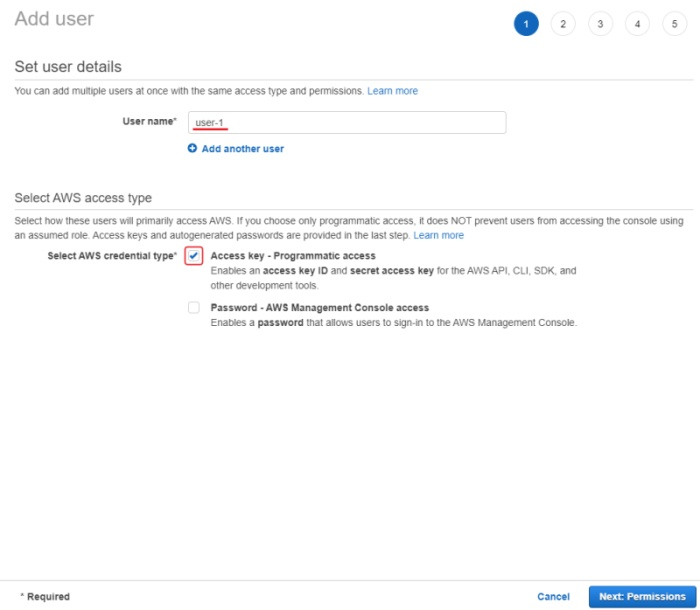 Add user
1 2 3 4 5
Set user details
You can add multiple users at once with the same access type and permissions. Learn more
User name* user-1
Add another user
Select AWS access type
Select how these users will primarily access AWS. If you choose only programmatic access, it does NOT prevent users from accessing the console using
an assumed role. Access keys and autogenerated passwords are provided in the last step. Learn more
Select AWS credential type* Access key - Programmatic access
Enables an access key ID and secret access key for the AWS API, CLI, SDK, and
other development tools.
Password - AWS Management Console access
Enables a password that allows users to sign-in to the AWS Management Console.
* Required Cancel Next: Permissions